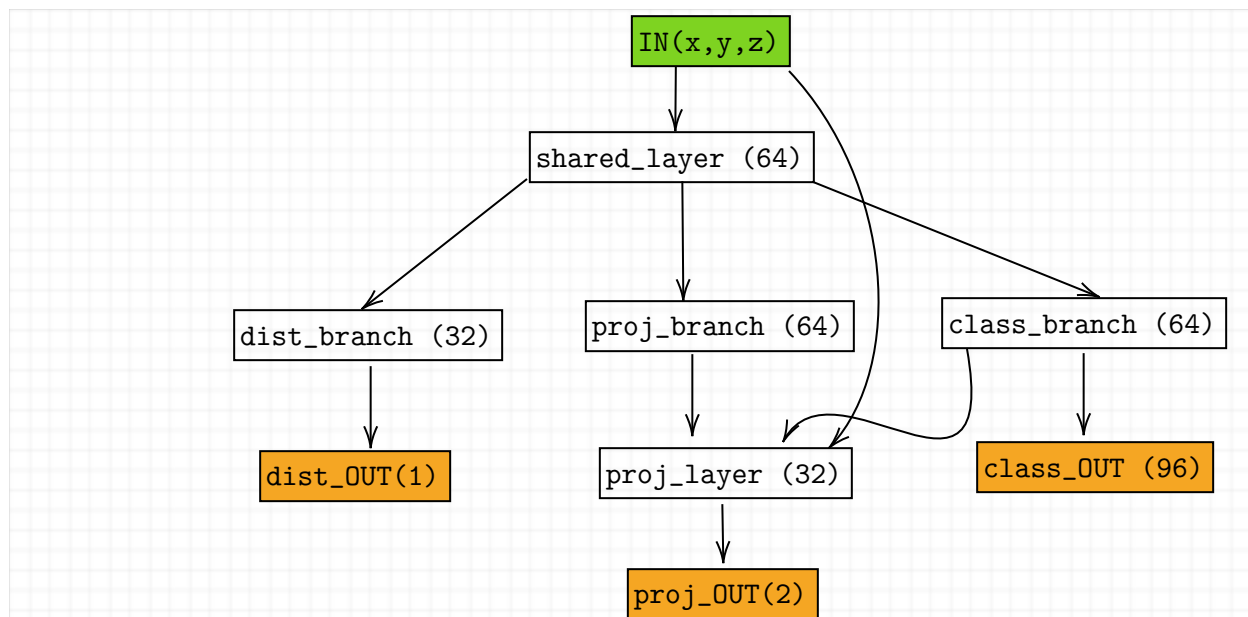 IN(x,y,z)
shared_layer (64)
dist_branch (32)
proj_branch (64)
class_branch (64)
dist_OUT(1)
proj_layer (32)
class_OUT (96)
proj_OUT(2)